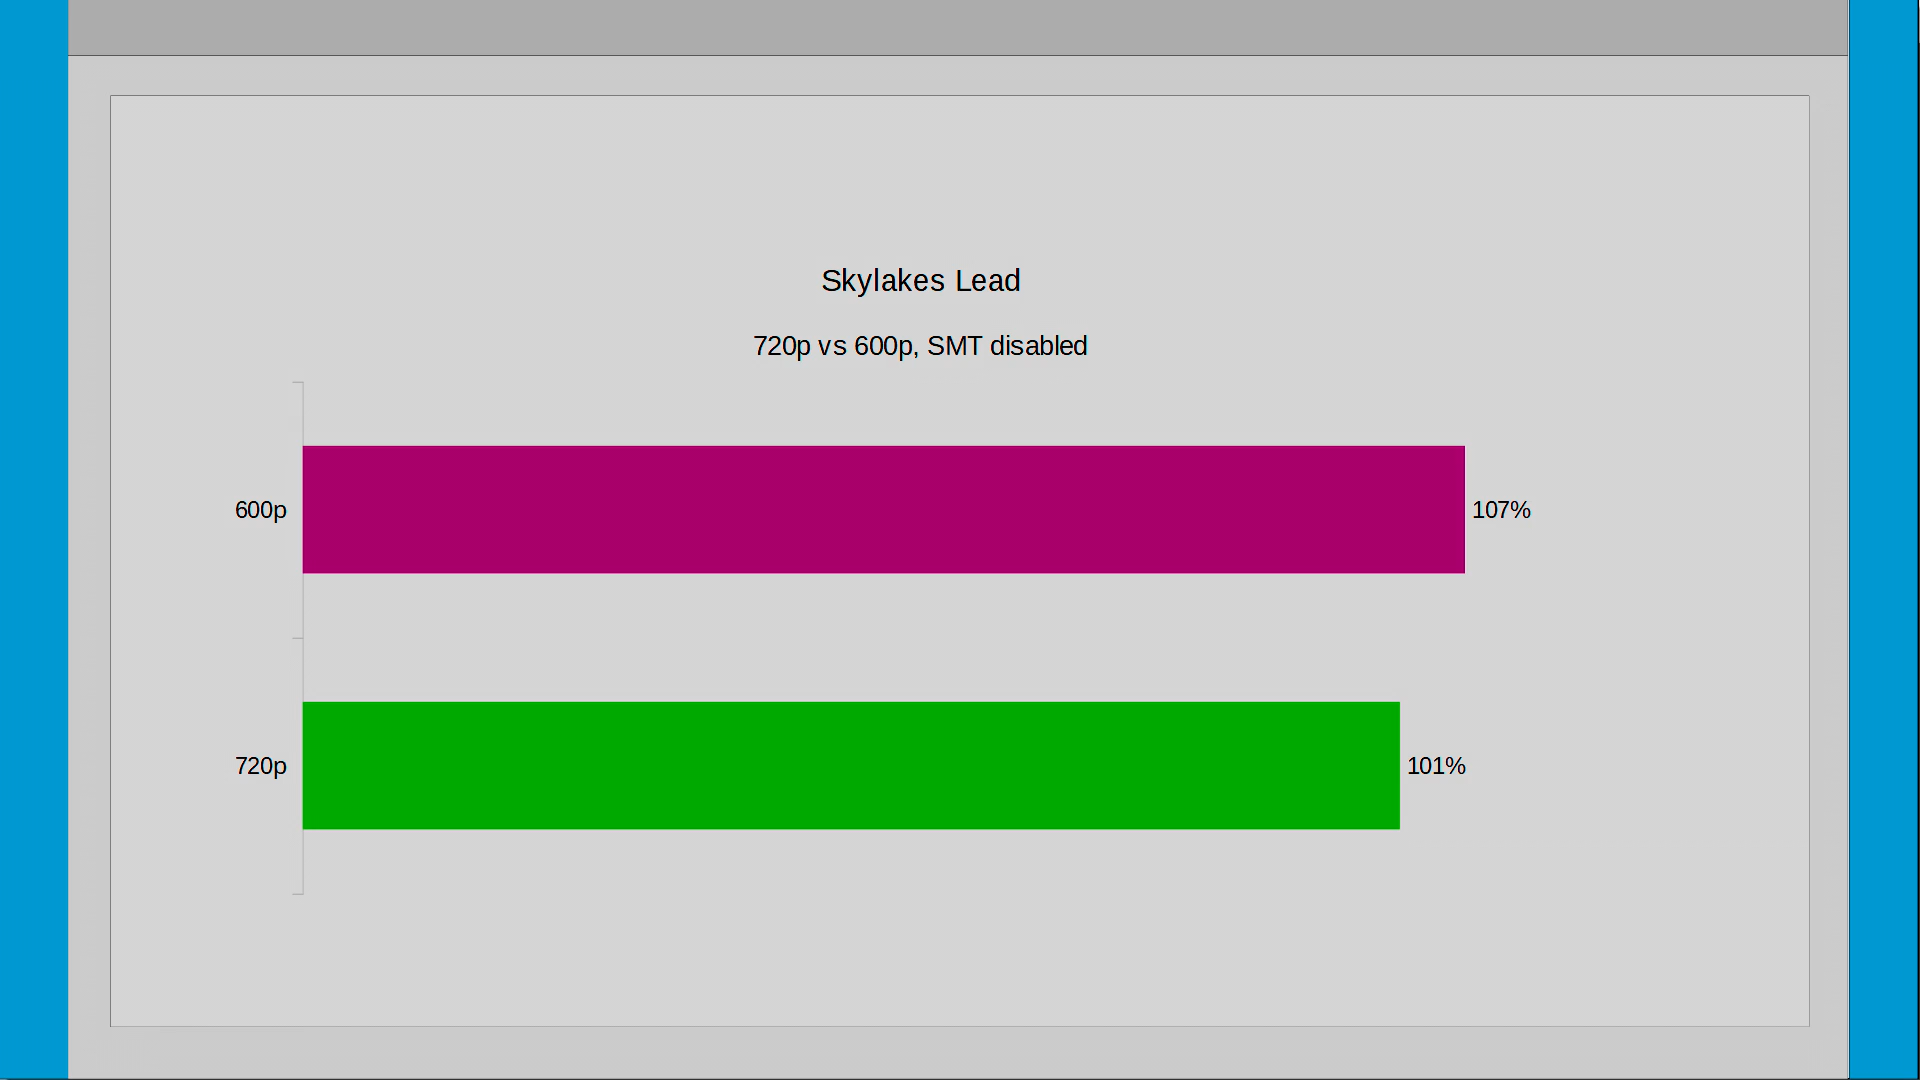 Skylakes Lead
720p vs 600p, SMT disabled
600p
107%
720p
101%